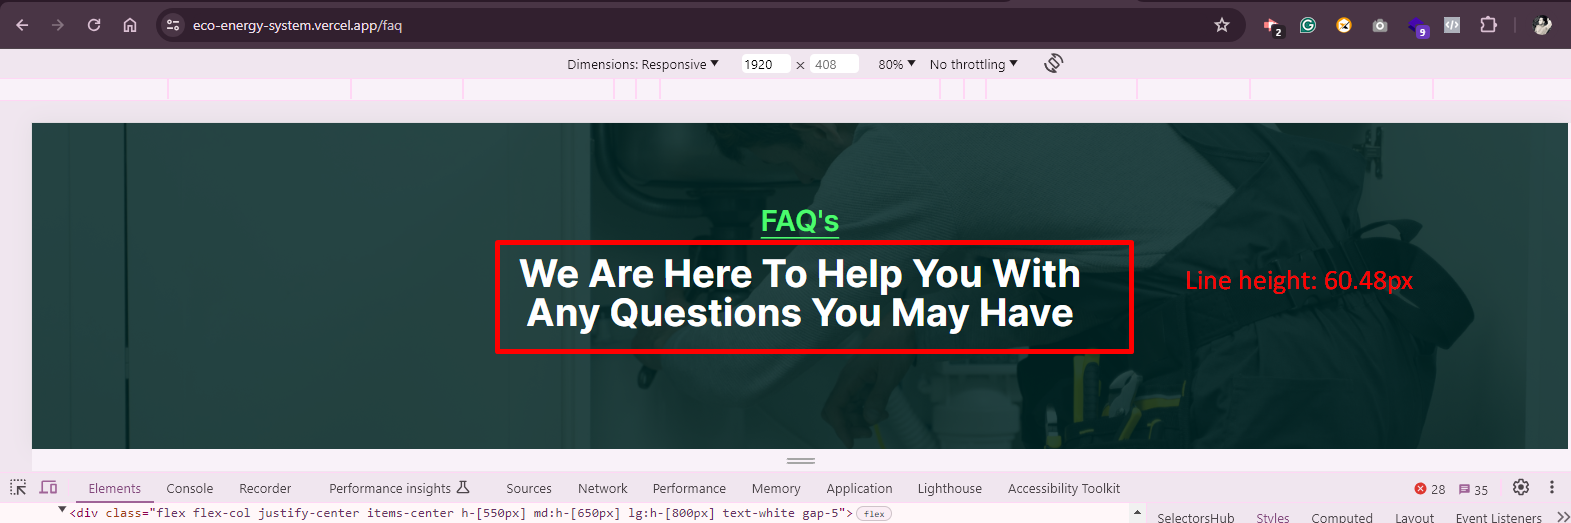 eco-energy-system.vercel.app/faq
2
9
Dimensions: Responsive ▼ 1920 × 408 80% ▼ No throttling ▼
FAQ's
We Are Here To Help You With
Any Questions You May Have
Line height: 60.48px
Elements Console Recorder Performance insights Sources Network Performance Memory Application Lighthouse Accessibility Toolkit 28 35
▼<div class="flex flex-col justify-center items-center h-[550px] md:h-[650px] lg:h-[800px] text-white gap-5"> flex
SelectorsHub Styles Computed Layout Event Listeners >>